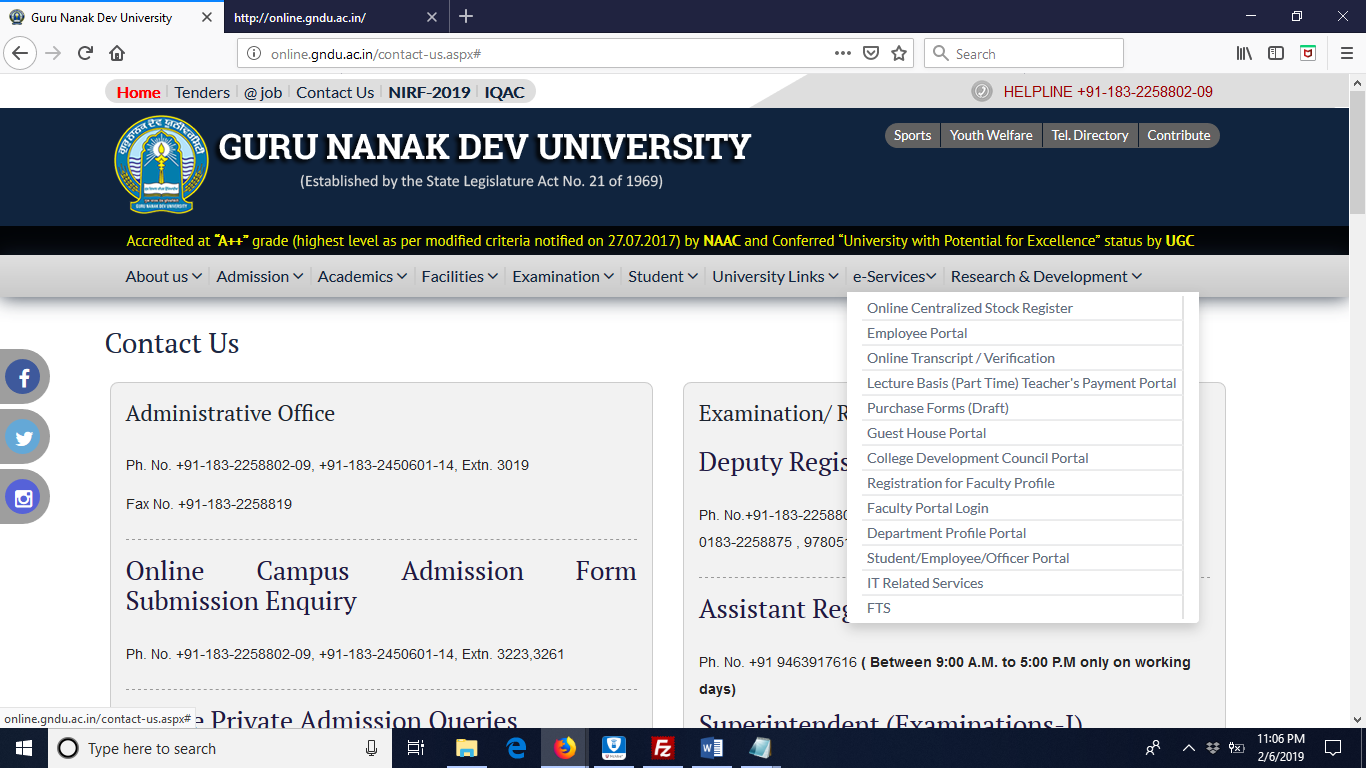 Guru Nanak Dev University
http://online.gndu.ac.in/
online.gndu.ac.in/contact-us.aspx#
Search
Home Tenders @ job Contact Us NIRF-2019 IQAC
HELPLINE +91-183-2258802-09
GURU NANAK DEV UNIVERSITY
(Established by the State Legislature Act No. 21 of 1969)
Sports Youth Welfare Tel. Directory Contribute
GURU NANAK DEV UNIVERSITY
Accredited at “A++” grade (highest level as per modified criteria notified on 27.07.2017) by NAAC and Conferred “University with Potential for Excellence” status by UGC
About us Admission Academics Facilities Examination Student University Links e-Services Research & Development
Online Centralized Stock Register
Employee Portal
Online Transcript / Verification
Lecture Basis (Part Time) Teacher's Payment Portal
Purchase Forms (Draft)
Guest House Portal
College Development Council Portal
Registration for Faculty Profile
Faculty Portal Login
Department Profile Portal
Student/Employee/Officer Portal
IT Related Services
FTS
Contact Us
Administrative Office
Ph. No. +91-183-2258802-09, +91-183-2450601-14, Extn. 3019
Fax No. +91-183-2258819
Online Campus Admission Form
Submission Enquiry
Ph. No. +91-183-2258802-09, +91-183-2450601-14, Extn. 3223,3261
Private Admission Queries
Examination/
Deputy
Ph. No.+91-183-22588
0183-2258875 , 97805
Assistant
Ph. No. +91 9463917616 ( Between 9:00 A.M. to 5:00 P.M only on working
days)
Superintendent (Examinations-I)
online.gndu.ac.in/contact-us.aspx#
Type here to search
11:06 PM
2/6/2019